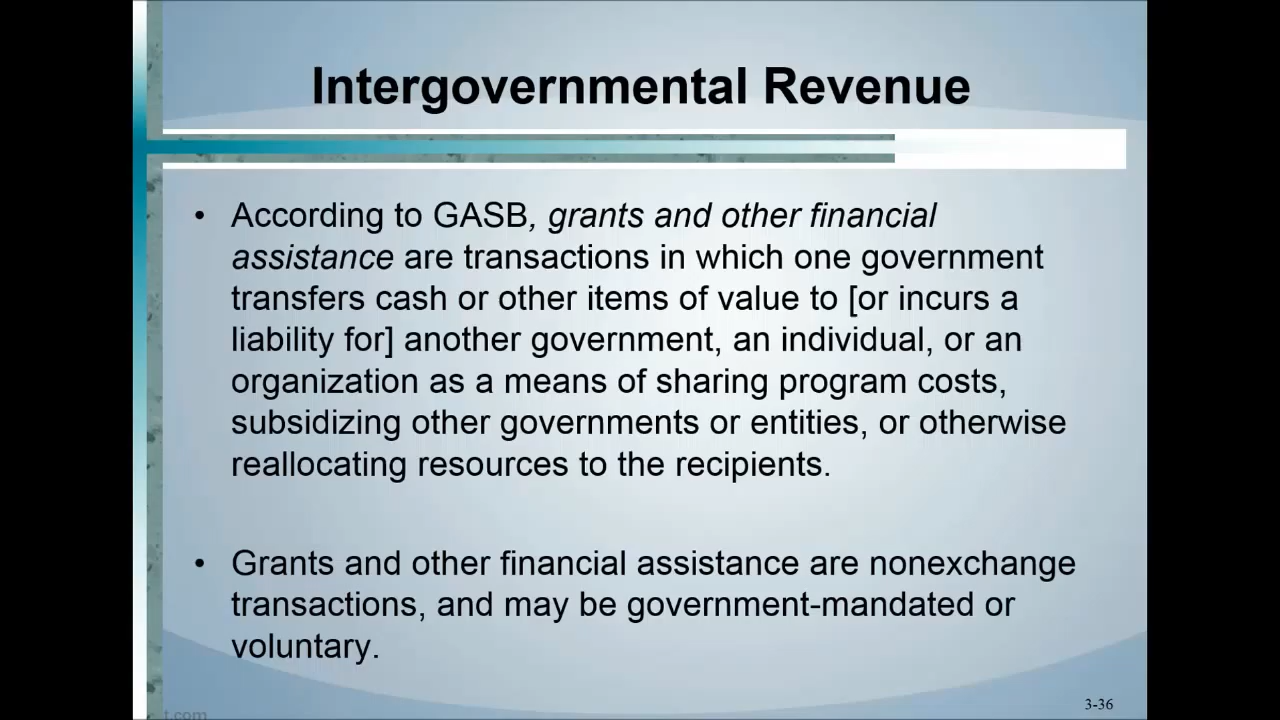 Intergovernmental Revenue
• According to GASB, grants and other financial
assistance are transactions in which one government
transfers cash or other items of value to [or incurs a
liability for] another government, an individual, or an
organization as a means of sharing program costs,
subsidizing other governments or entities, or otherwise
reallocating resources to the recipients.
• Grants and other financial assistance are nonexchange
transactions, and may be government-mandated or
voluntary.
t.com
3-36